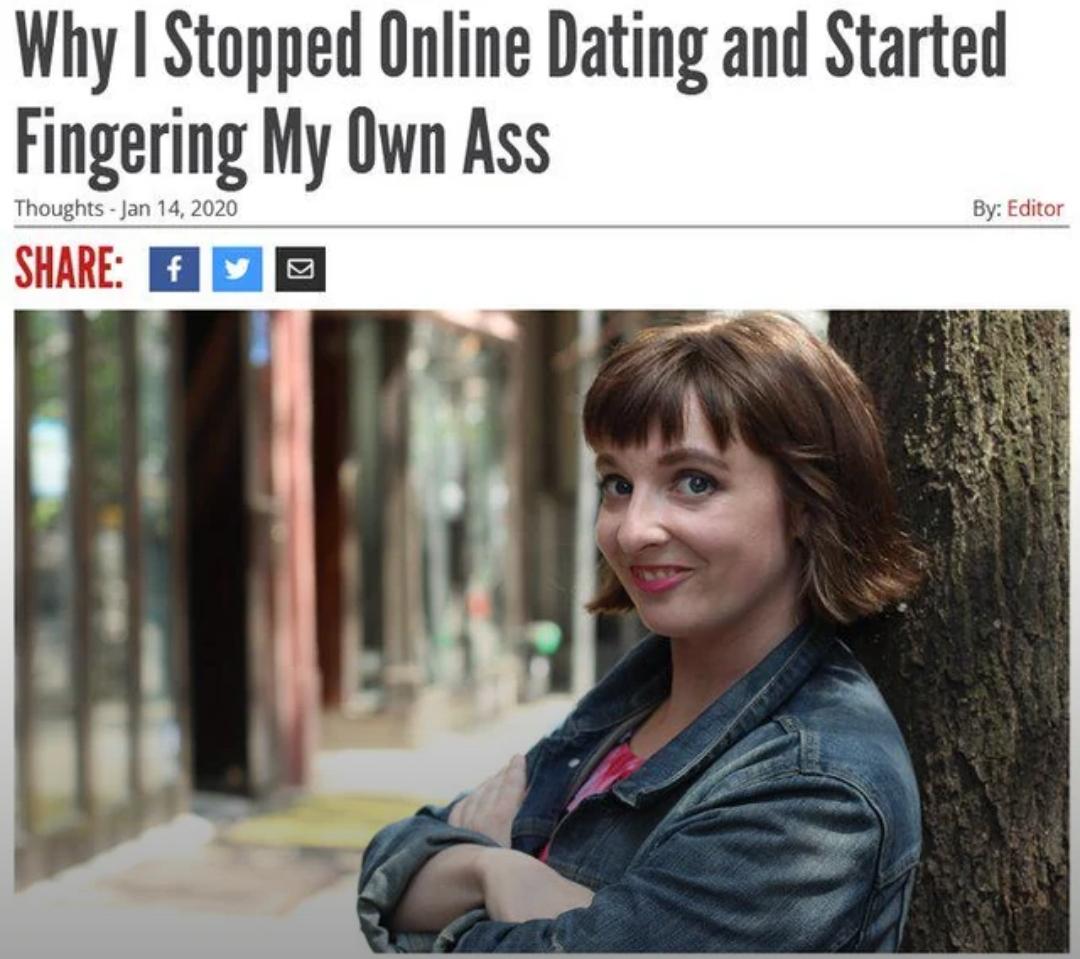 Why I Stopped Online Dating and Started
Fingering My Own Ass
Thoughts - Jan 14, 2020 By: Editor
SHARE: